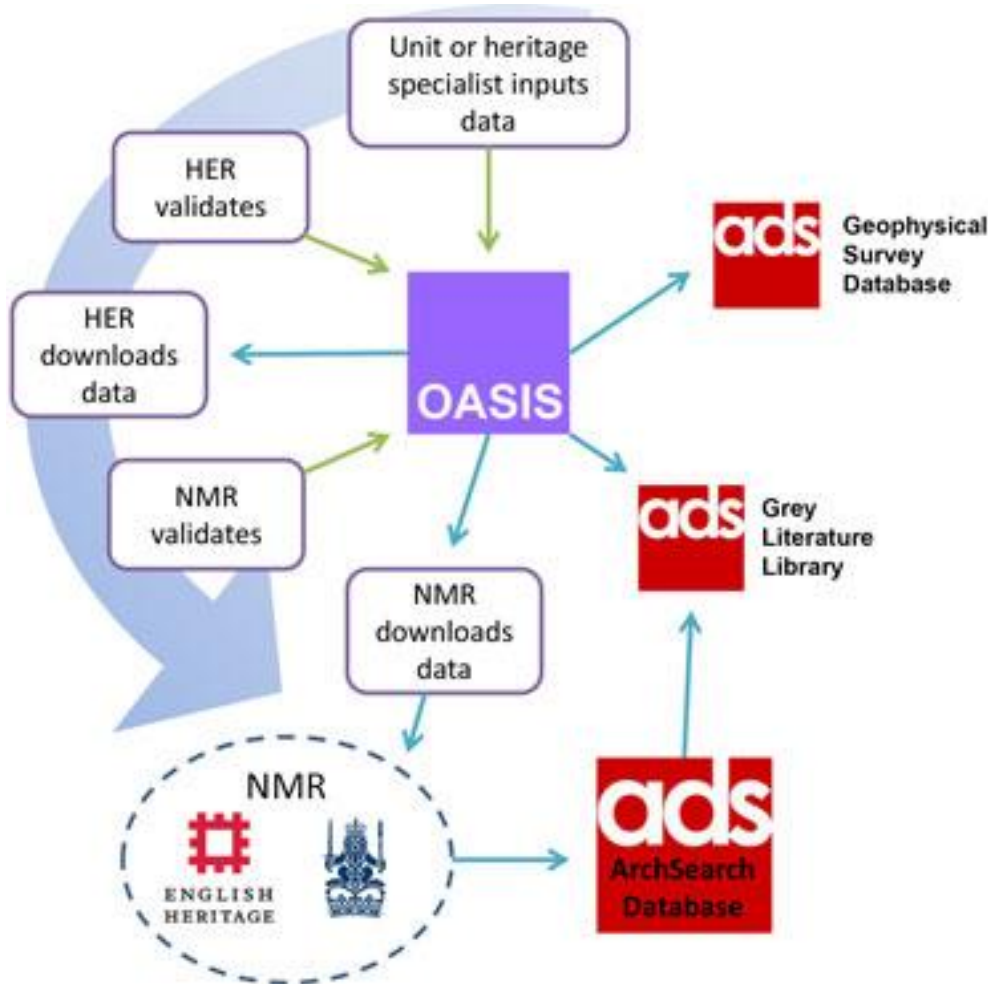 Unit or heritage
specialist inputs
data
HER
validates
ads
Geophysical
Survey
Database
HER
downloads
data
OASIS
NMR
validates
ads
Grey
Literature
Library
NMR
downloads
data
NMR
ENGLISH
HERITAGE
ads
ArchSearch
Database